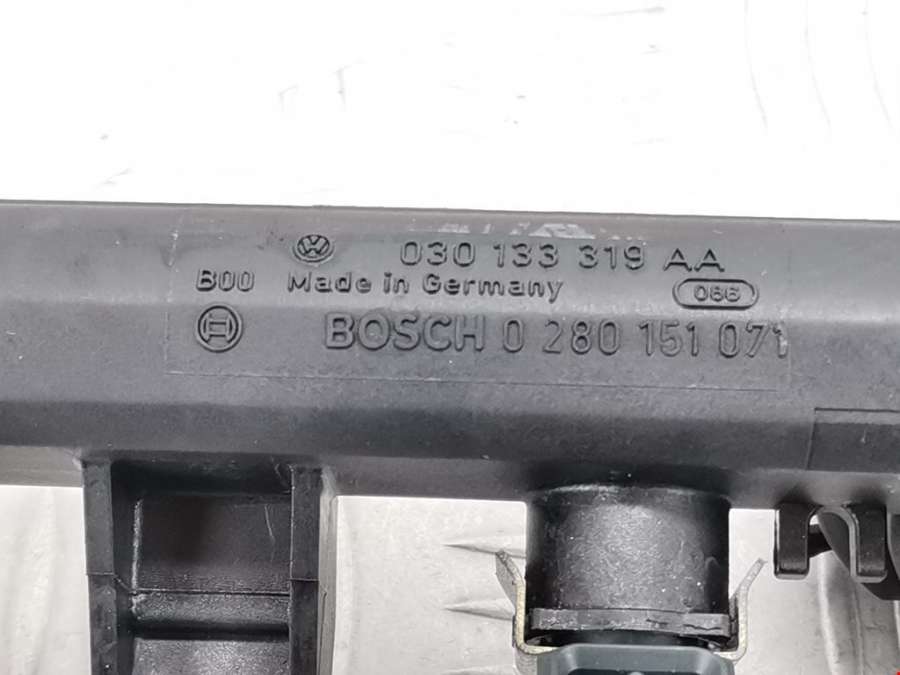 030 133 319 AA
B00 Made in Germany 066
BOSCH 0 280 151 071